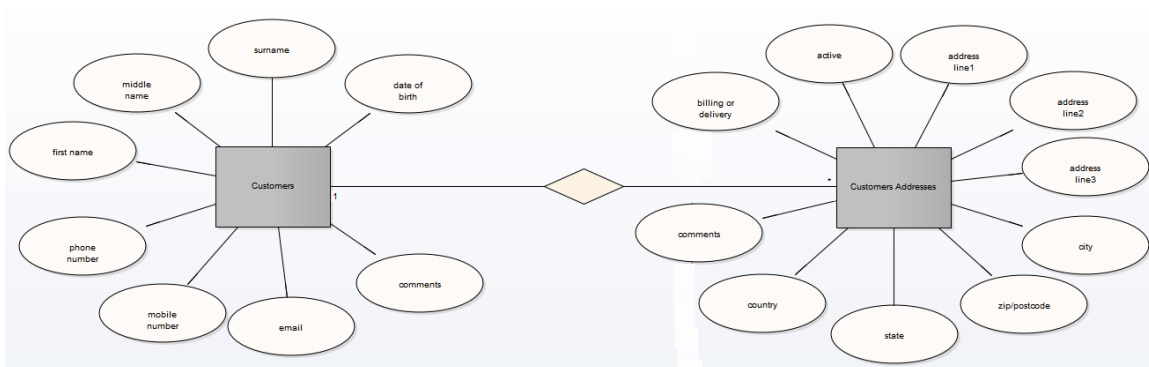 surname
middle
name
date of
birth
first name
Customers
1
phone
number
mobile
number
email
comments
active
address
line1
billing or
delivery
address
line2
address
line3
*
Customers Addresses
comments
city
country
zip/postcode
state